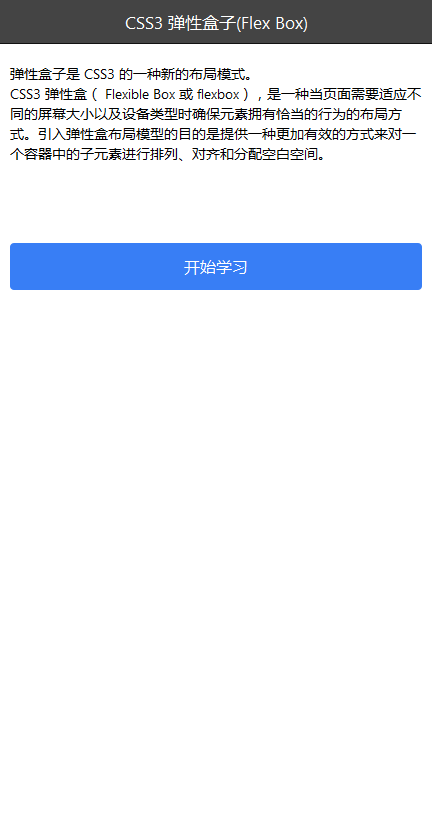 CSS3 弹性盒子(Flex Box)
弹性盒子是 CSS3 的一种新的布局模式。
CSS3 弹性盒（ Flexible Box 或 flexbox），是一种当页面需要适应不
同的屏幕大小以及设备类型时确保元素拥有恰当的行为的布局方
式。引入弹性盒布局模型的目的是提供一种更加有效的方式来对一
个容器中的子元素进行排列、对齐和分配空白空间。
开始学习